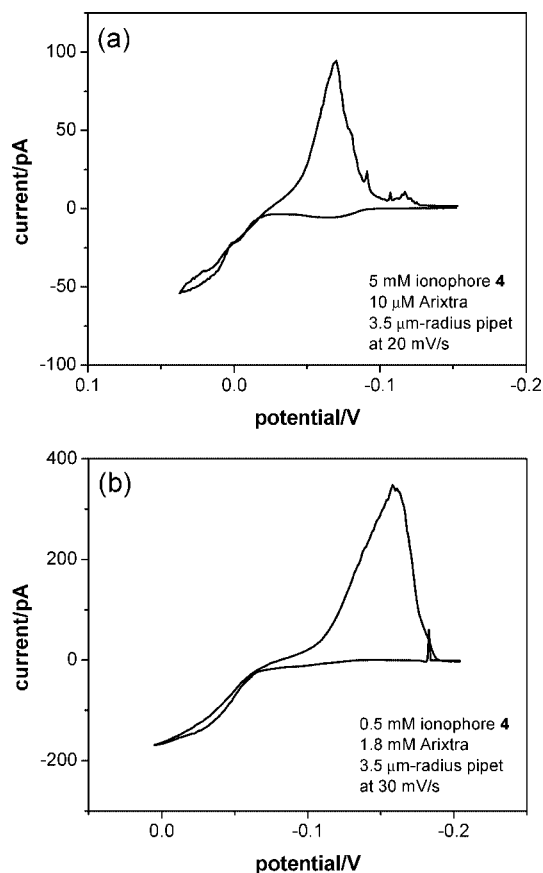 (a)
100
50
0
-50
-100
current/pA
5 mM ionophore 4
10 μM Arixtra
3.5 μm-radius pipet
at 20 mV/s
0.1 0.0 -0.1 -0.2
potential/V
(b)
400
200
0
-200
current/pA
0.5 mM ionophore 4
1.8 mM Arixtra
3.5 μm-radius pipet
at 30 mV/s
0.0 -0.1 -0.2
potential/V